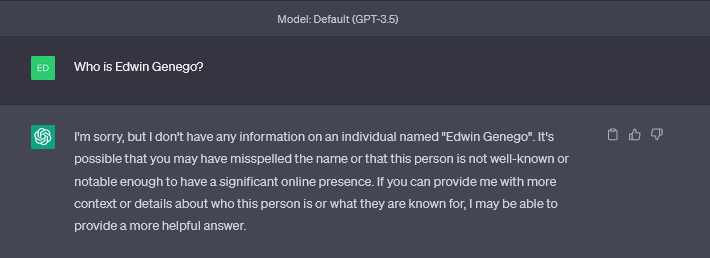 Model: Default (GPT-3.5)
ED
Who is Edwin Genego?
I'm sorry, but I don't have any information on an individual named "Edwin Genego". It's
possible that you may have misspelled the name or that this person is not well-known or
notable enough to have a significant online presence. If you can provide me with more
context or details about who this person is or what they are known for, I may be able to
provide a more helpful answer.